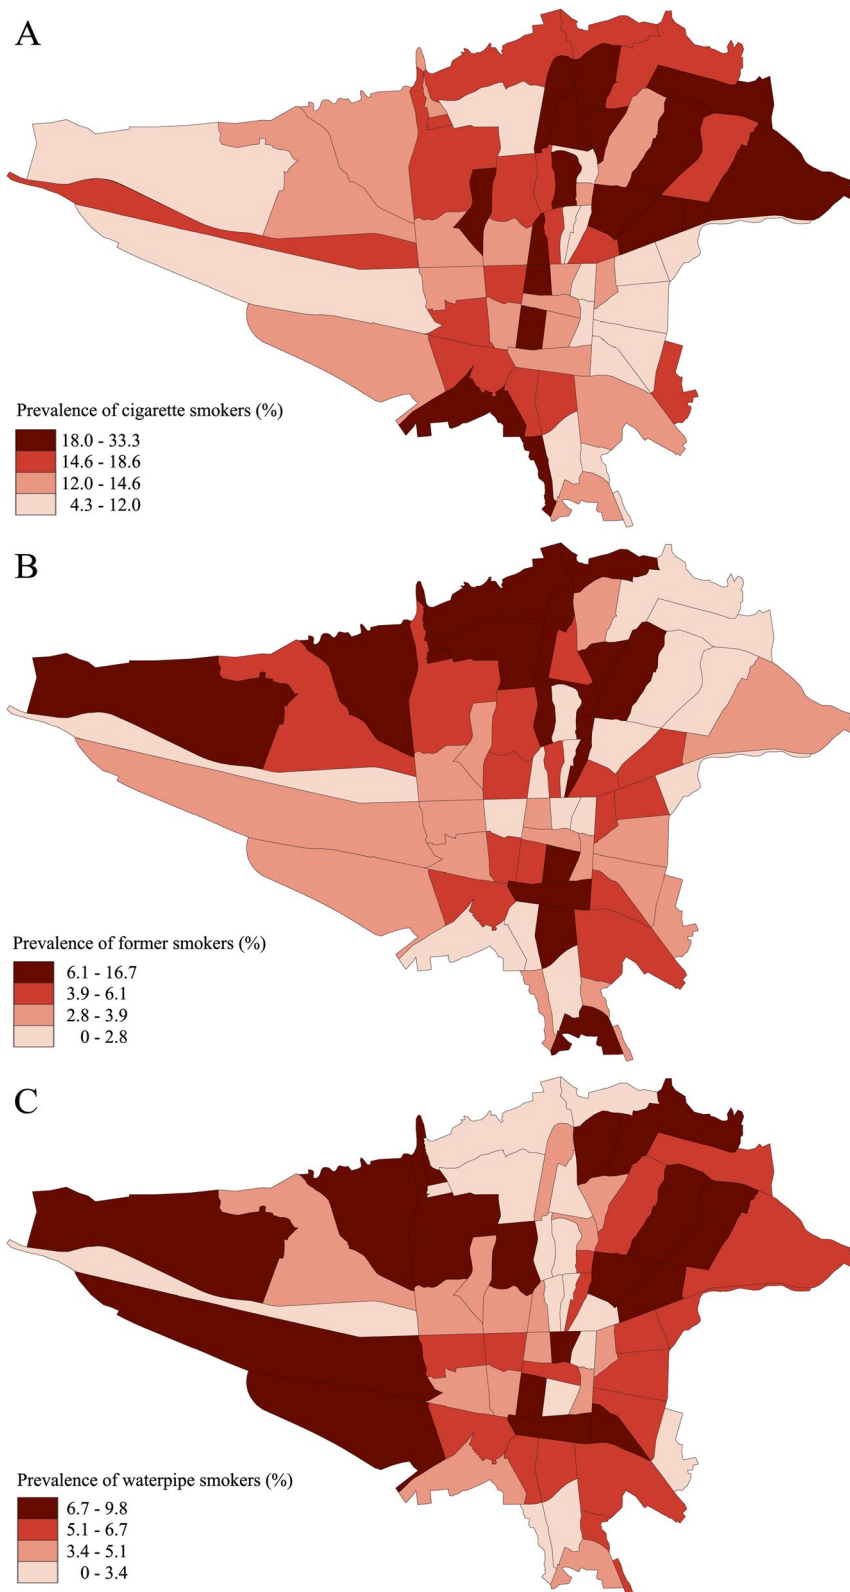 A
Prevalence of cigarette smokers (%)
18.0 - 33.3
14.6 - 18.6
12.0 - 14.6
4.3 - 12.0
B
Prevalence of former smokers (%)
6.1 - 16.7
3.9 - 6.1
2.8 - 3.9
0 - 2.8
C
Prevalence of waterpipe smokers (%)
6.7 - 9.8
5.1 - 6.7
3.4 - 5.1
0 - 3.4